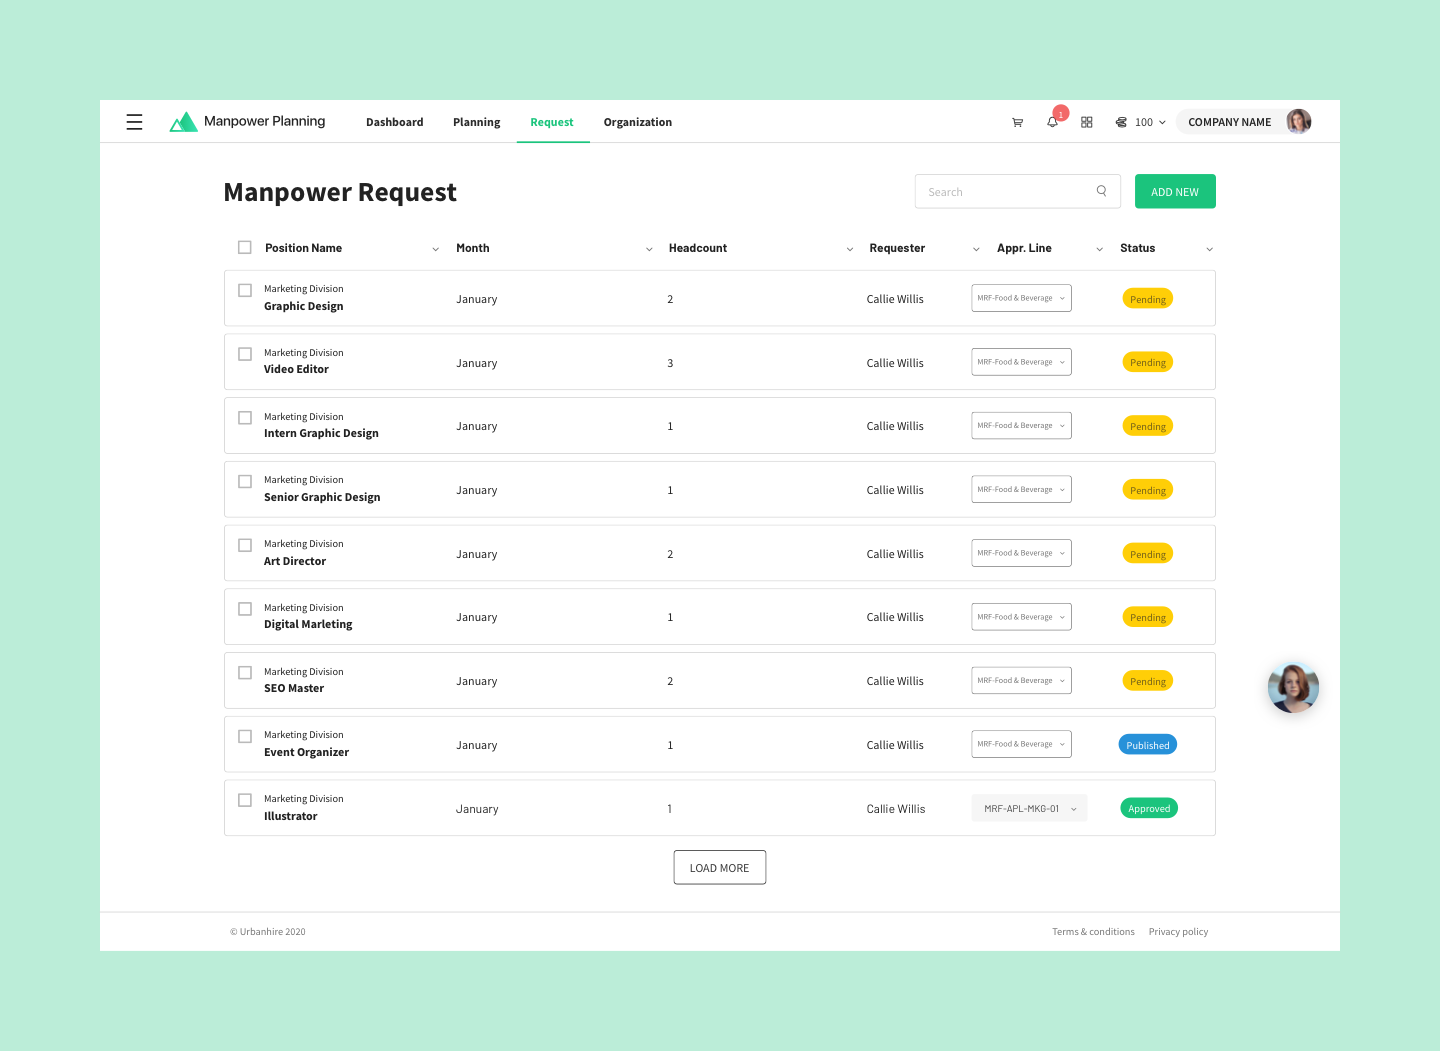 Manpower Planning
Dashboard
Planning
Request
Organization
1
100
COMPANY NAME
Manpower Request
Search
ADD NEW
Position Name
Month
Headcount
Requester
Appr. Line
Status
Marketing Division
Graphic Design
January
2
Callie Willis
MRF-Food & Beverage
Pending
Marketing Division
Video Editor
January
3
Callie Willis
MRF-Food & Beverage
Pending
Marketing Division
Intern Graphic Design
January
1
Callie Willis
MRF-Food & Beverage
Pending
Marketing Division
Senior Graphic Design
January
1
Callie Willis
MRF-Food & Beverage
Pending
Marketing Division
Art Director
January
2
Callie Willis
MRF-Food & Beverage
Pending
Marketing Division
Digital Marleting
January
1
Callie Willis
MRF-Food & Beverage
Pending
Marketing Division
SEO Master
January
2
Callie Willis
MRF-Food & Beverage
Pending
Marketing Division
Event Organizer
January
1
Callie Willis
MRF-Food & Beverage
Published
Marketing Division
Illustrator
January
1
Callie Willis
MRF-APL-MKG-01
Approved
LOAD MORE
© Urbanhire 2020
Terms & conditions
Privacy policy